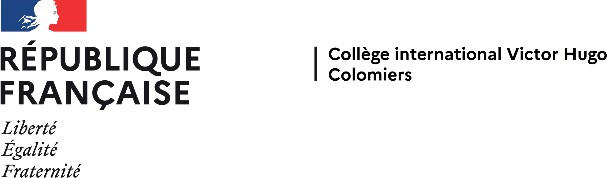 RÉPUBLIQUE
FRANÇAISE
Liberté
Égalité
Fraternité
Collège international Victor Hugo
Colomiers